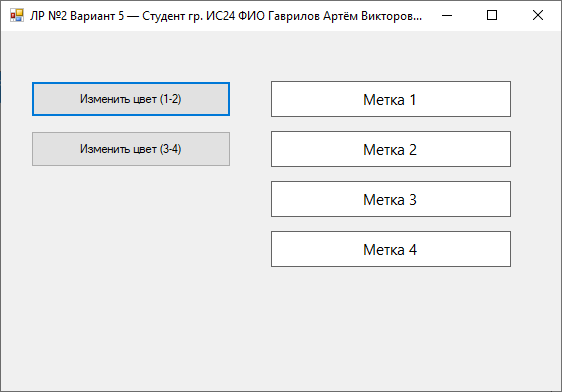 ЛР №2 Вариант 5 — Студент гр. ИС24 ФИО Гаврилов Артём Викторов...
Изменить цвет (1-2)
Метка 1
Изменить цвет (3-4)
Метка 2
Метка 3
Метка 4